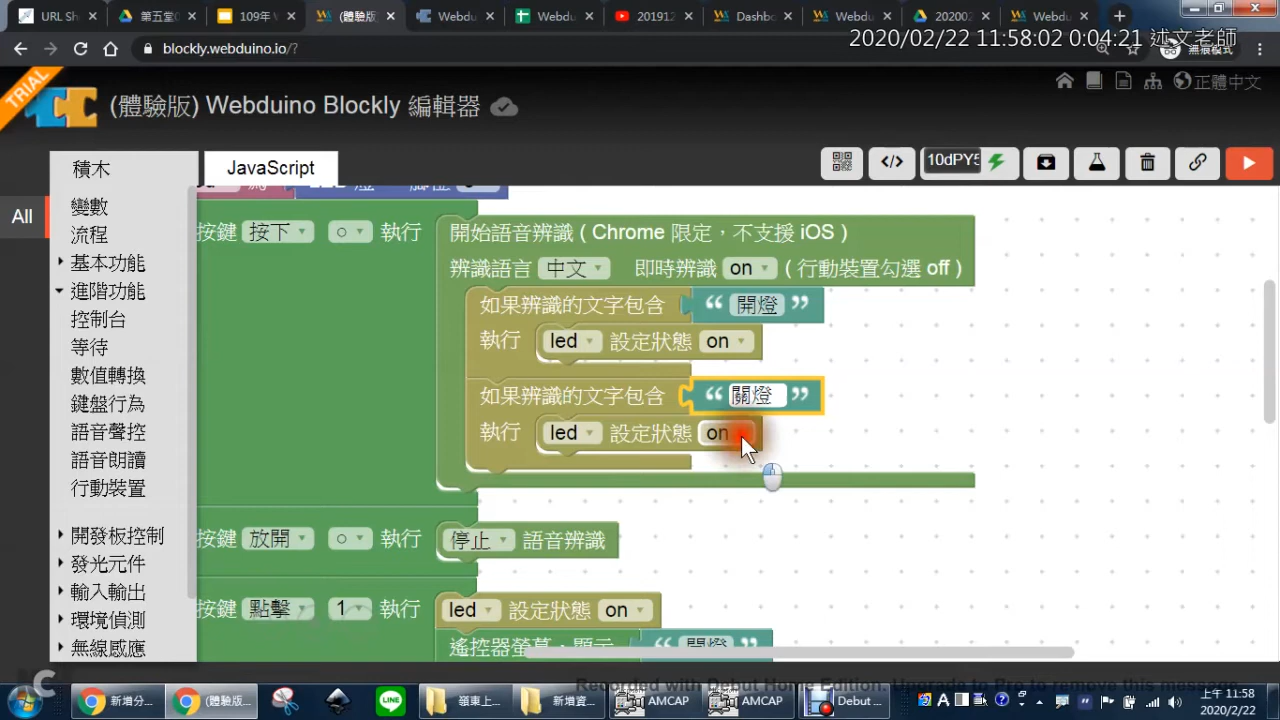 URL Sh
第五堂
109年
(體驗版)
Webdu
Webdu
201912
Dashbo
Webdu
202002
Webdu
blockly.webduino.io/?
無痕模式
2020/02/22 11:58:02 0:04:21 述文老師
TRIAL
(體驗版) Webduino Blockly 編輯器
正體中文
積木
JavaScript
10dPY5
All
變數
流程
基本功能
進階功能
控制台
等待
數值轉換
鍵盤行為
語音聲控
語音朗讀
行動裝置
開發板控制
發光元件
輸入輸出
環境偵測
無線感應
按鍵 按下 ○ 執行
開始語音辨識 ( Chrome 限定，不支援 iOS )
辨識語言 中文 即時辨識 on ( 行動裝置勾選 off )
如果辨識的文字包含 “ 開燈 ”
執行 led 設定狀態 on
如果辨識的文字包含 “ 關燈 ”
執行 led 設定狀態 on
按鍵 放開 ○ 執行 停止 語音辨識
按鍵 點擊 1 執行 led 設定狀態 on
遙控器螢幕、顯示 “ 開燈 ”
Recorded with Debut Home Edition. Upgrade to Pro to remove this message.
新增分...
(體驗版...
LINE
嶺東上...
新增資...
AMCAP
AMCAP
Debut ...
上午 11:58
2020/2/22